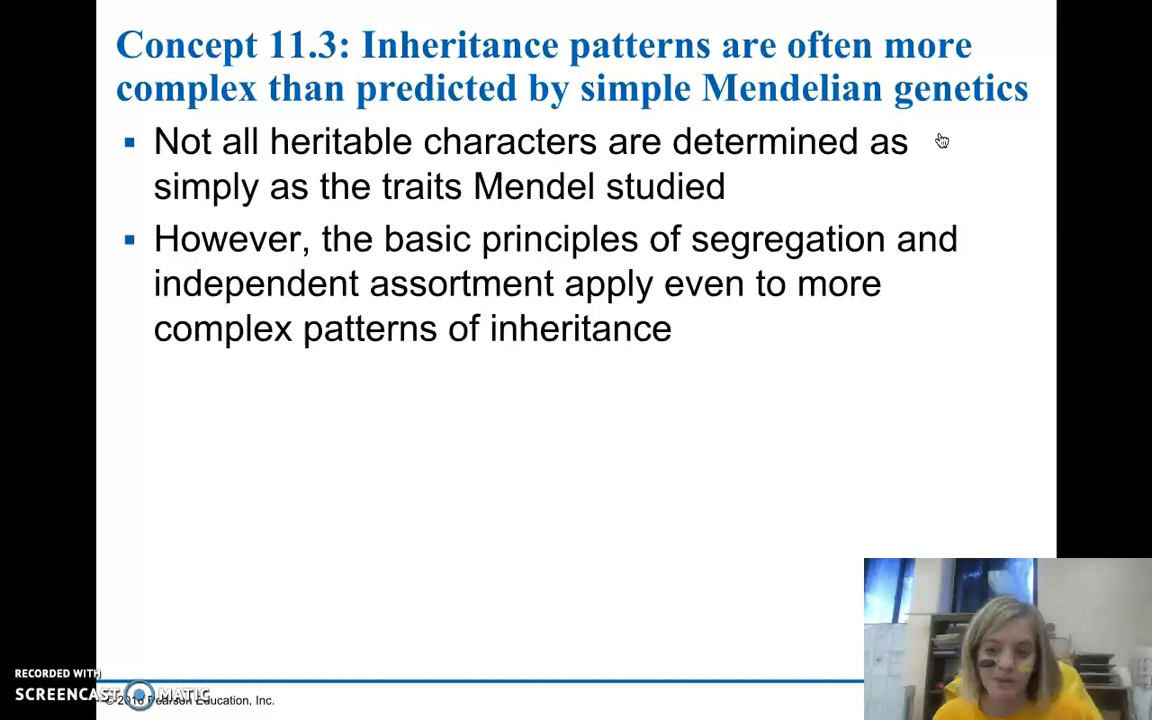 Concept 11.3: Inheritance patterns are often more
complex than predicted by simple Mendelian genetics
▪ Not all heritable characters are determined as
simply as the traits Mendel studied
▪ However, the basic principles of segregation and
independent assortment apply even to more
complex patterns of inheritance
RECORDED WITH
SCREENCAST MATIC
Pearson Education, Inc.